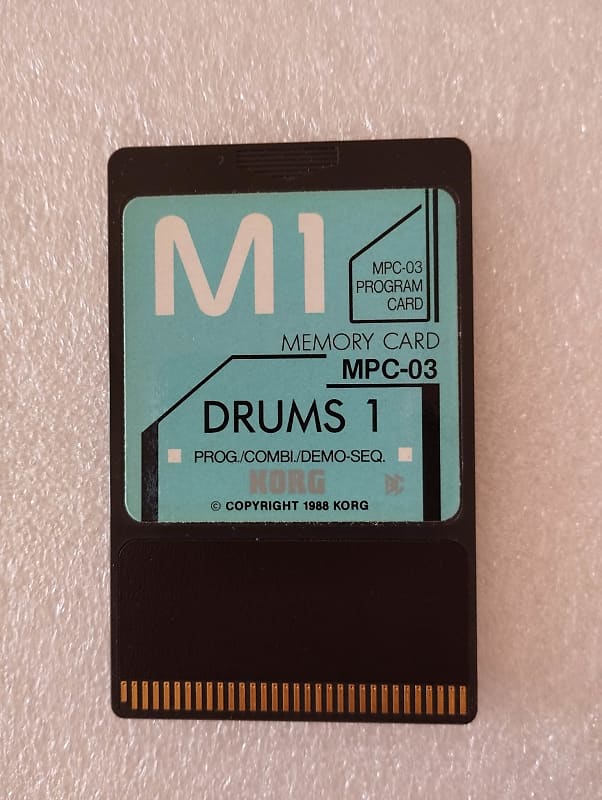 M1
MPC-03
PROGRAM
CARD
MEMORY CARD
MPC-03
DRUMS 1
PROG./COMBI./DEMO-SEQ.
KORG
© COPYRIGHT 1988 KORG